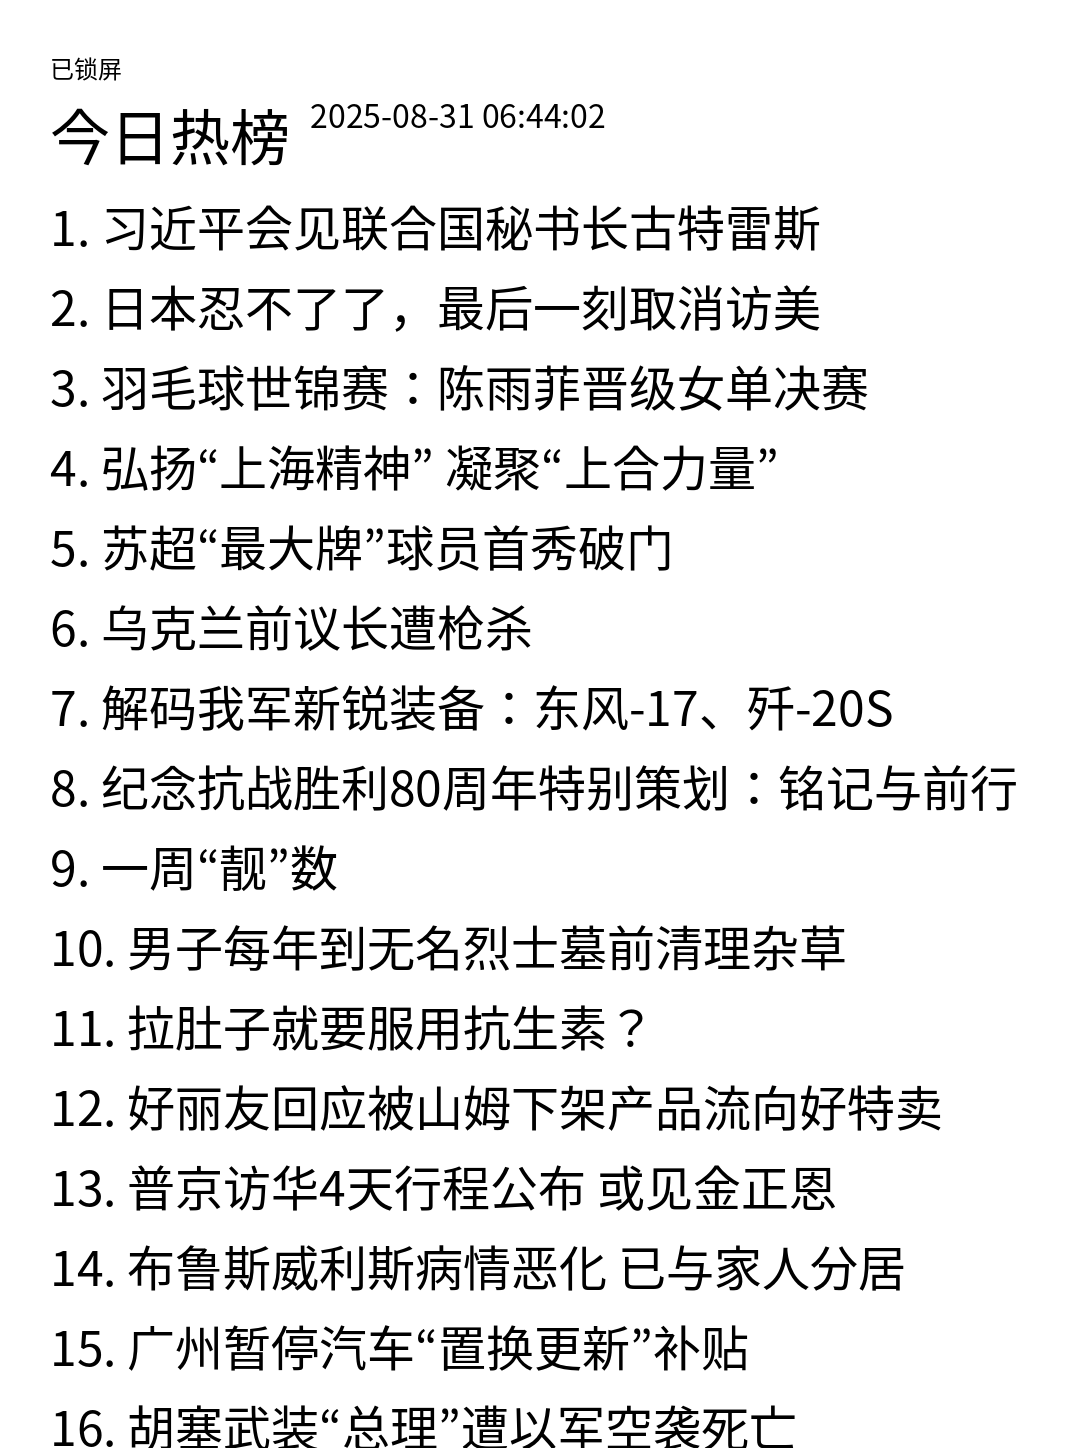 已锁屏
今日热榜 2025-08-31 06:44:02
1. 习近平会见联合国秘书长古特雷斯
2. 日本忍不了了，最后一刻取消访美
3. 羽毛球世锦赛：陈雨菲晋级女单决赛
4. 弘扬“上海精神” 凝聚“上合力量”
5. 苏超“最大牌”球员首秀破门
6. 乌克兰前议长遭枪杀
7. 解码我军新锐装备：东风-17、歼-20S
8. 纪念抗战胜利80周年特别策划：铭记与前行
9. 一周“靓”数
10. 男子每年到无名烈士墓前清理杂草
11. 拉肚子就要服用抗生素？
12. 好丽友回应被山姆下架产品流向好特卖
13. 普京访华4天行程公布 或见金正恩
14. 布鲁斯威利斯病情恶化 已与家人分居
15. 广州暂停汽车“置换更新”补贴
16. 胡塞武装“总理”遭以军空袭死亡